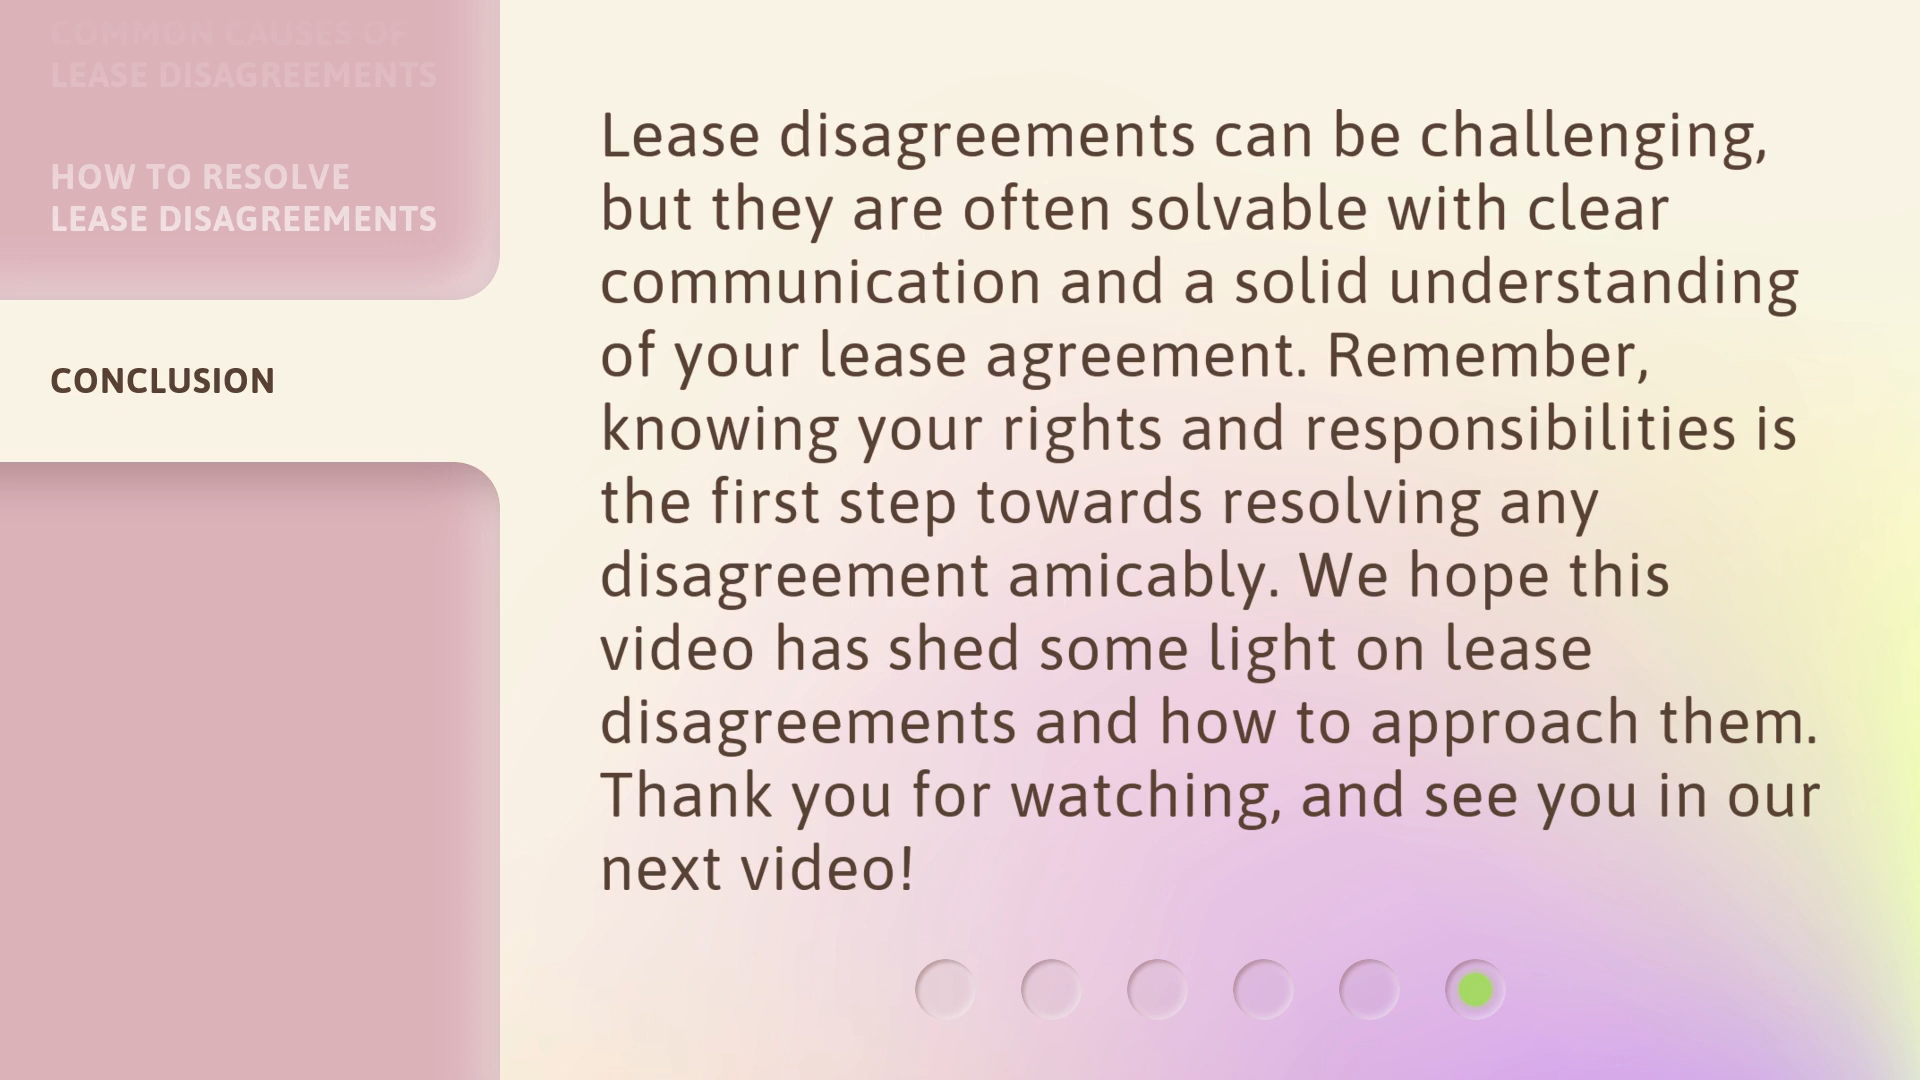 COMMON CAUSES OF
LEASE DISAGREEMENTS
HOW TO RESOLVE
LEASE DISAGREEMENTS
CONCLUSION
Lease disagreements can be challenging,
but they are often solvable with clear
communication and a solid understanding
of your lease agreement. Remember,
knowing your rights and responsibilities is
the first step towards resolving any
disagreement amicably. We hope this
video has shed some light on lease
disagreements and how to approach them.
Thank you for watching, and see you in our
next video!